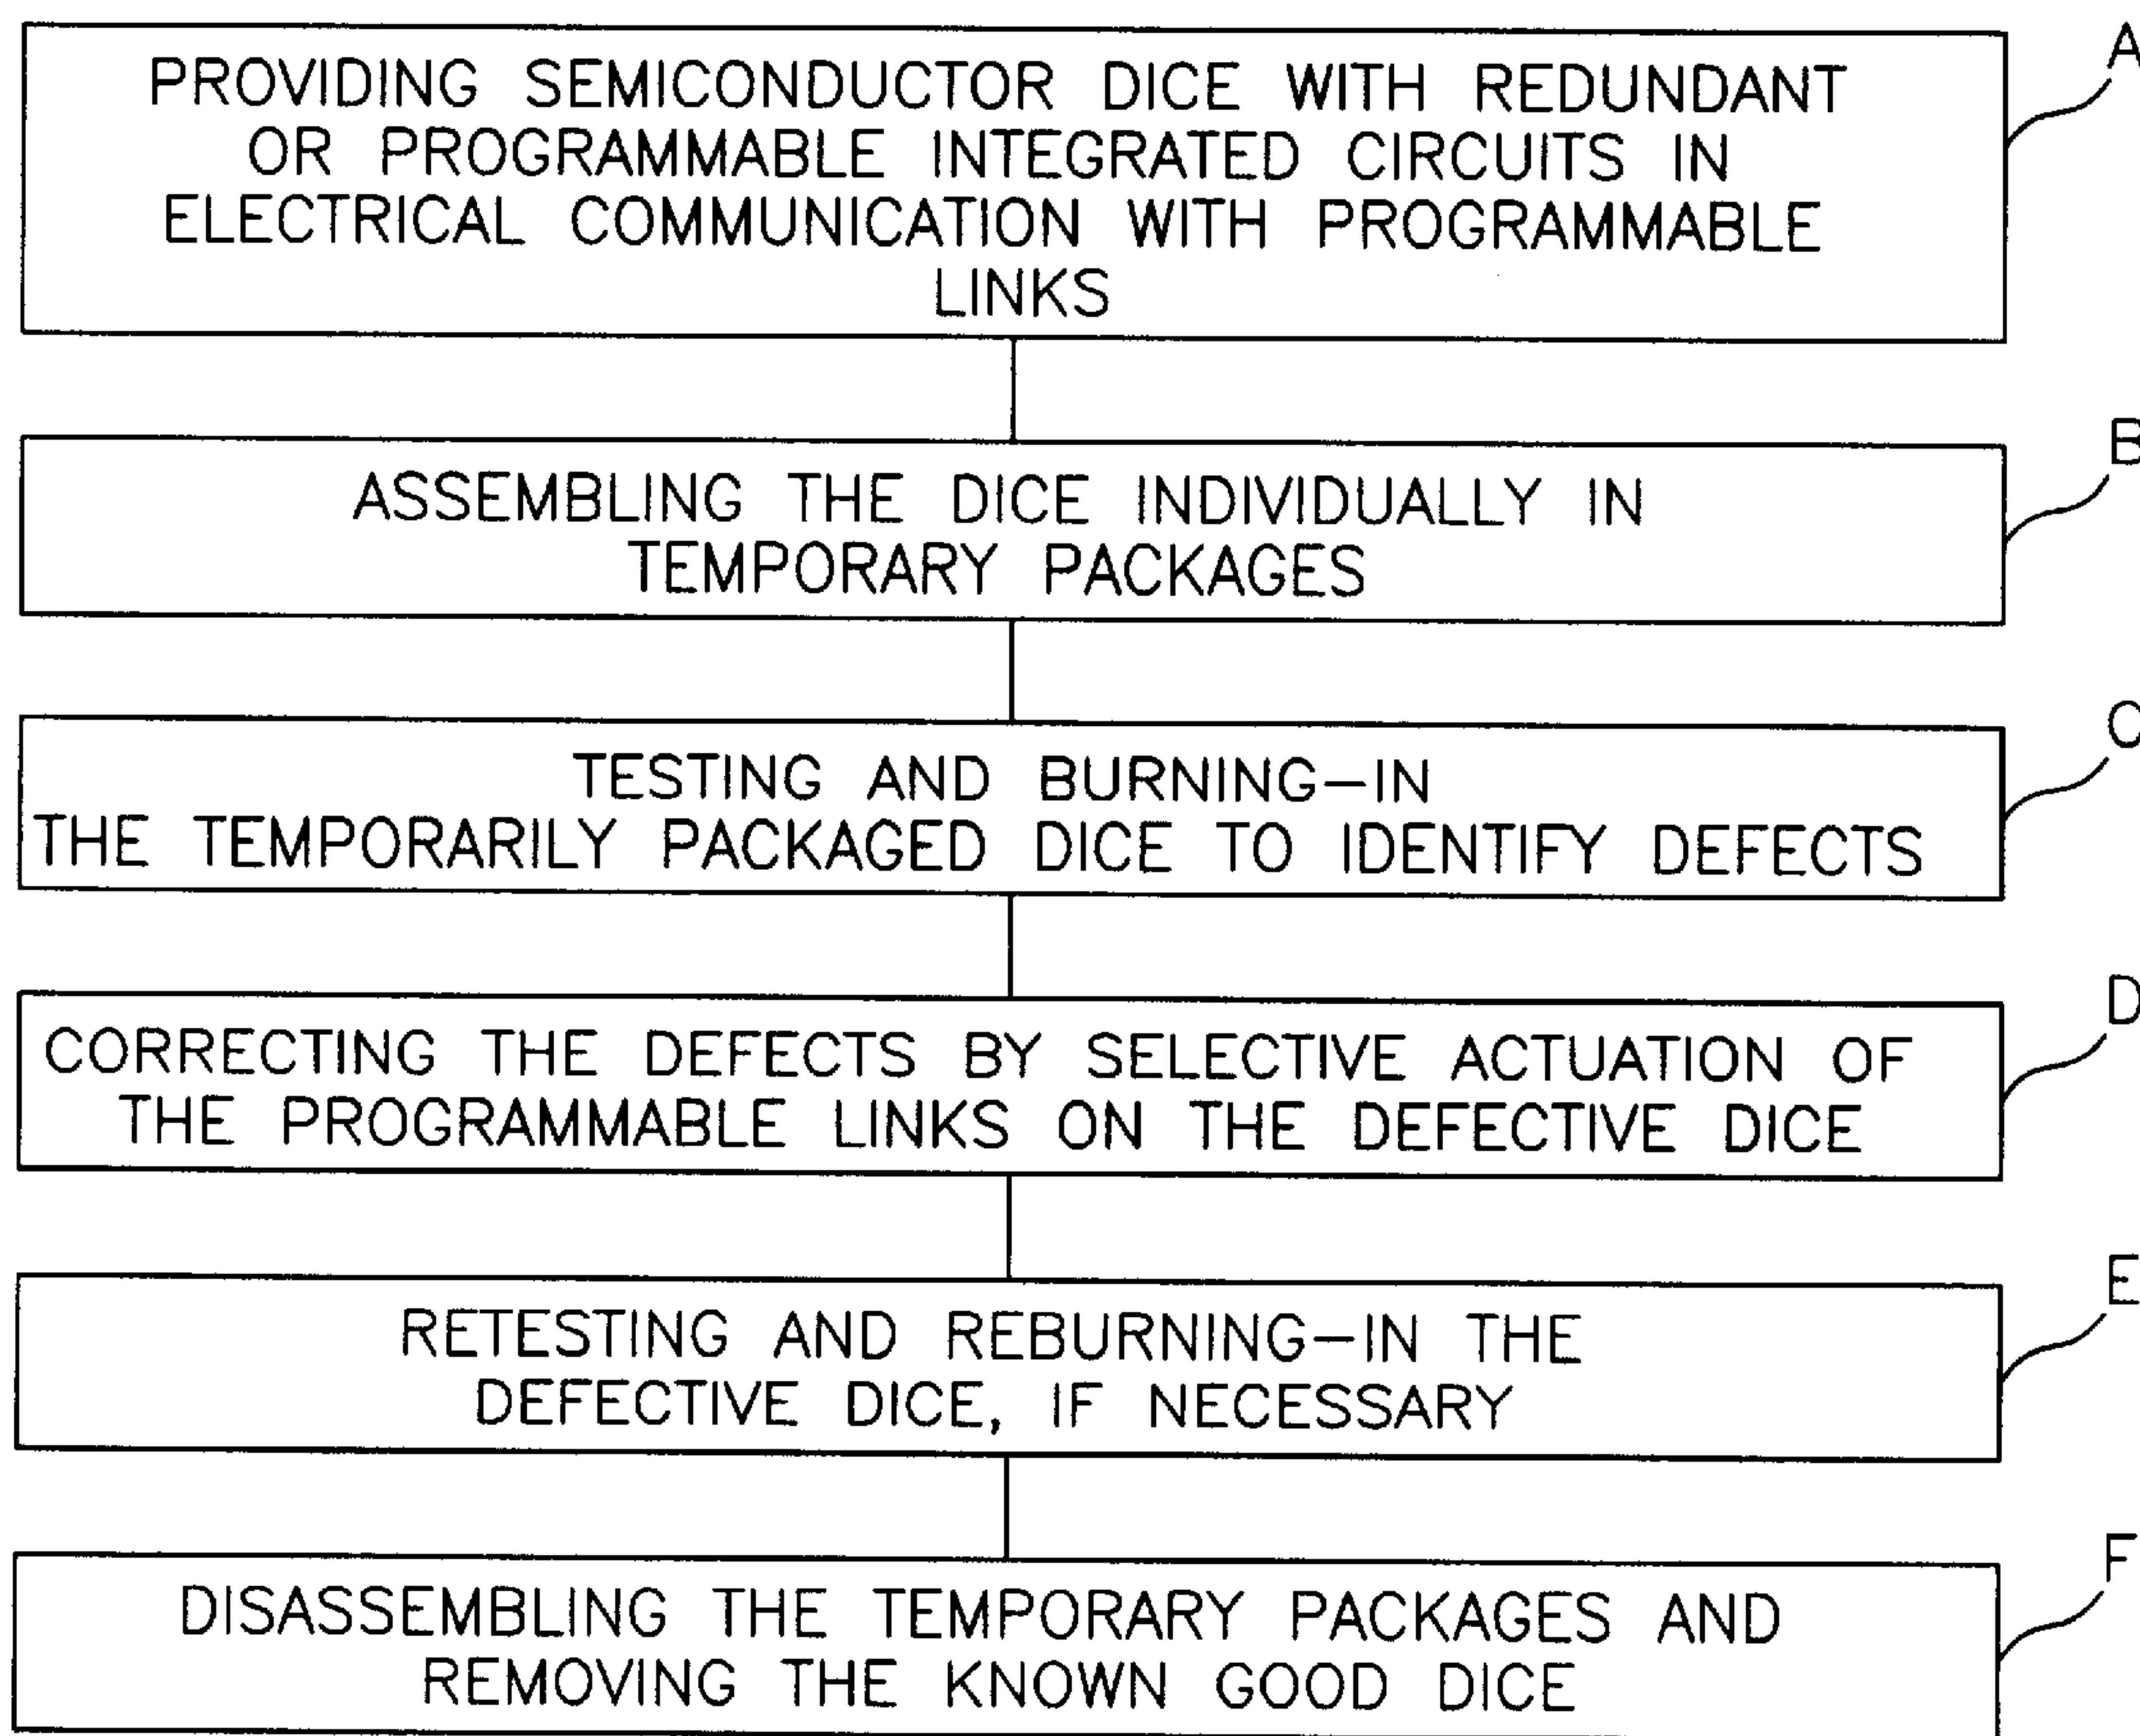 A
PROVIDING SEMICONDUCTOR DICE WITH REDUNDANT
OR PROGRAMMABLE INTEGRATED CIRCUITS IN
ELECTRICAL COMMUNICATION WITH PROGRAMMABLE
LINKS
B
ASSEMBLING THE DICE INDIVIDUALLY IN
TEMPORARY PACKAGES
C
TESTING AND BURNING–IN
THE TEMPORARILY PACKAGED DICE TO IDENTIFY DEFECTS
D
CORRECTING THE DEFECTS BY SELECTIVE ACTUATION OF
THE PROGRAMMABLE LINKS ON THE DEFECTIVE DICE
E
RETESTING AND REBURNING–IN THE
DEFECTIVE DICE, IF NECESSARY
F
DISASSEMBLING THE TEMPORARY PACKAGES AND
REMOVING THE KNOWN GOOD DICE